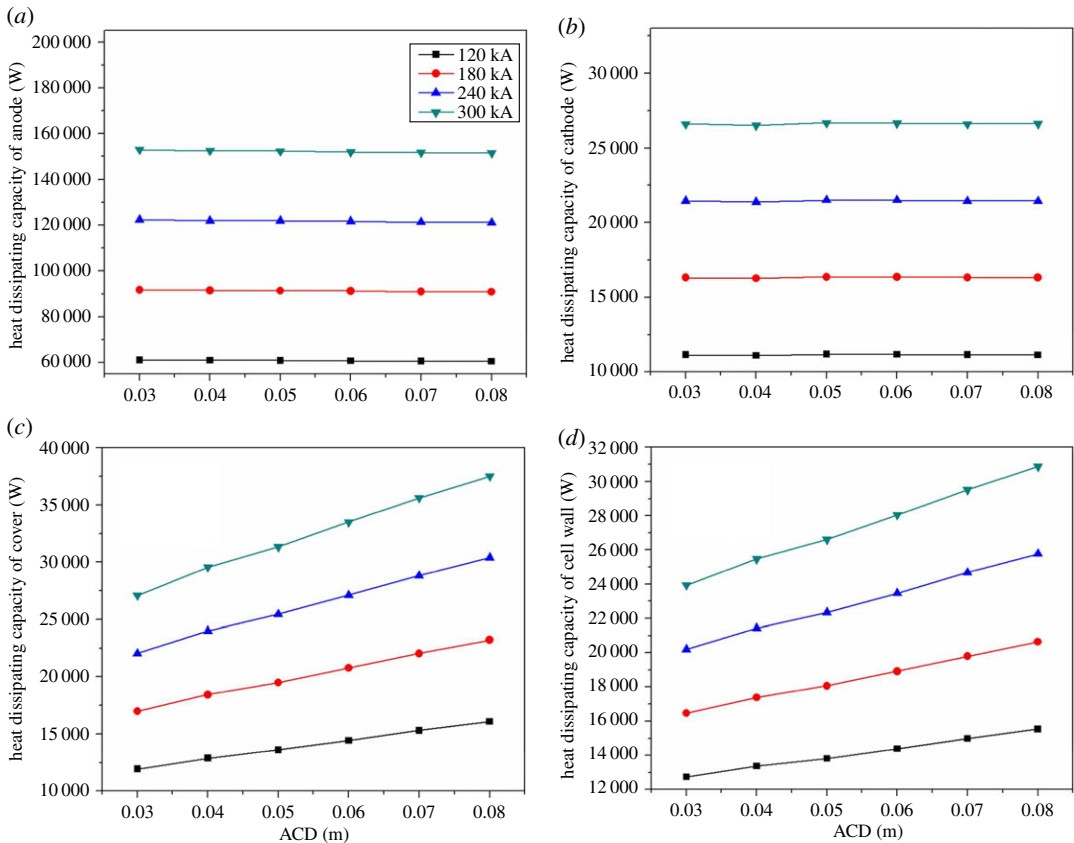 (a)
heat dissipating capacity of anode (W)
200 000
180 000
160 000
140 000
120 000
100 000
80 000
60 000
120 kA
180 kA
240 kA
300 kA
0.03 0.04 0.05 0.06 0.07 0.08
(b)
heat dissipating capacity of cathode (W)
30 000
25 000
20 000
15 000
10 000
0.03 0.04 0.05 0.06 0.07 0.08
(c)
heat dissipating capacity of cover (W)
40 000
35 000
30 000
25 000
20 000
15 000
10 000
0.03 0.04 0.05 0.06 0.07 0.08
ACD (m)
(d)
heat dissipating capacity of cell wall (W)
32 000
30 000
28 000
26 000
24 000
22 000
20 000
18 000
16 000
14 000
12 000
0.03 0.04 0.05 0.06 0.07 0.08
ACD (m)